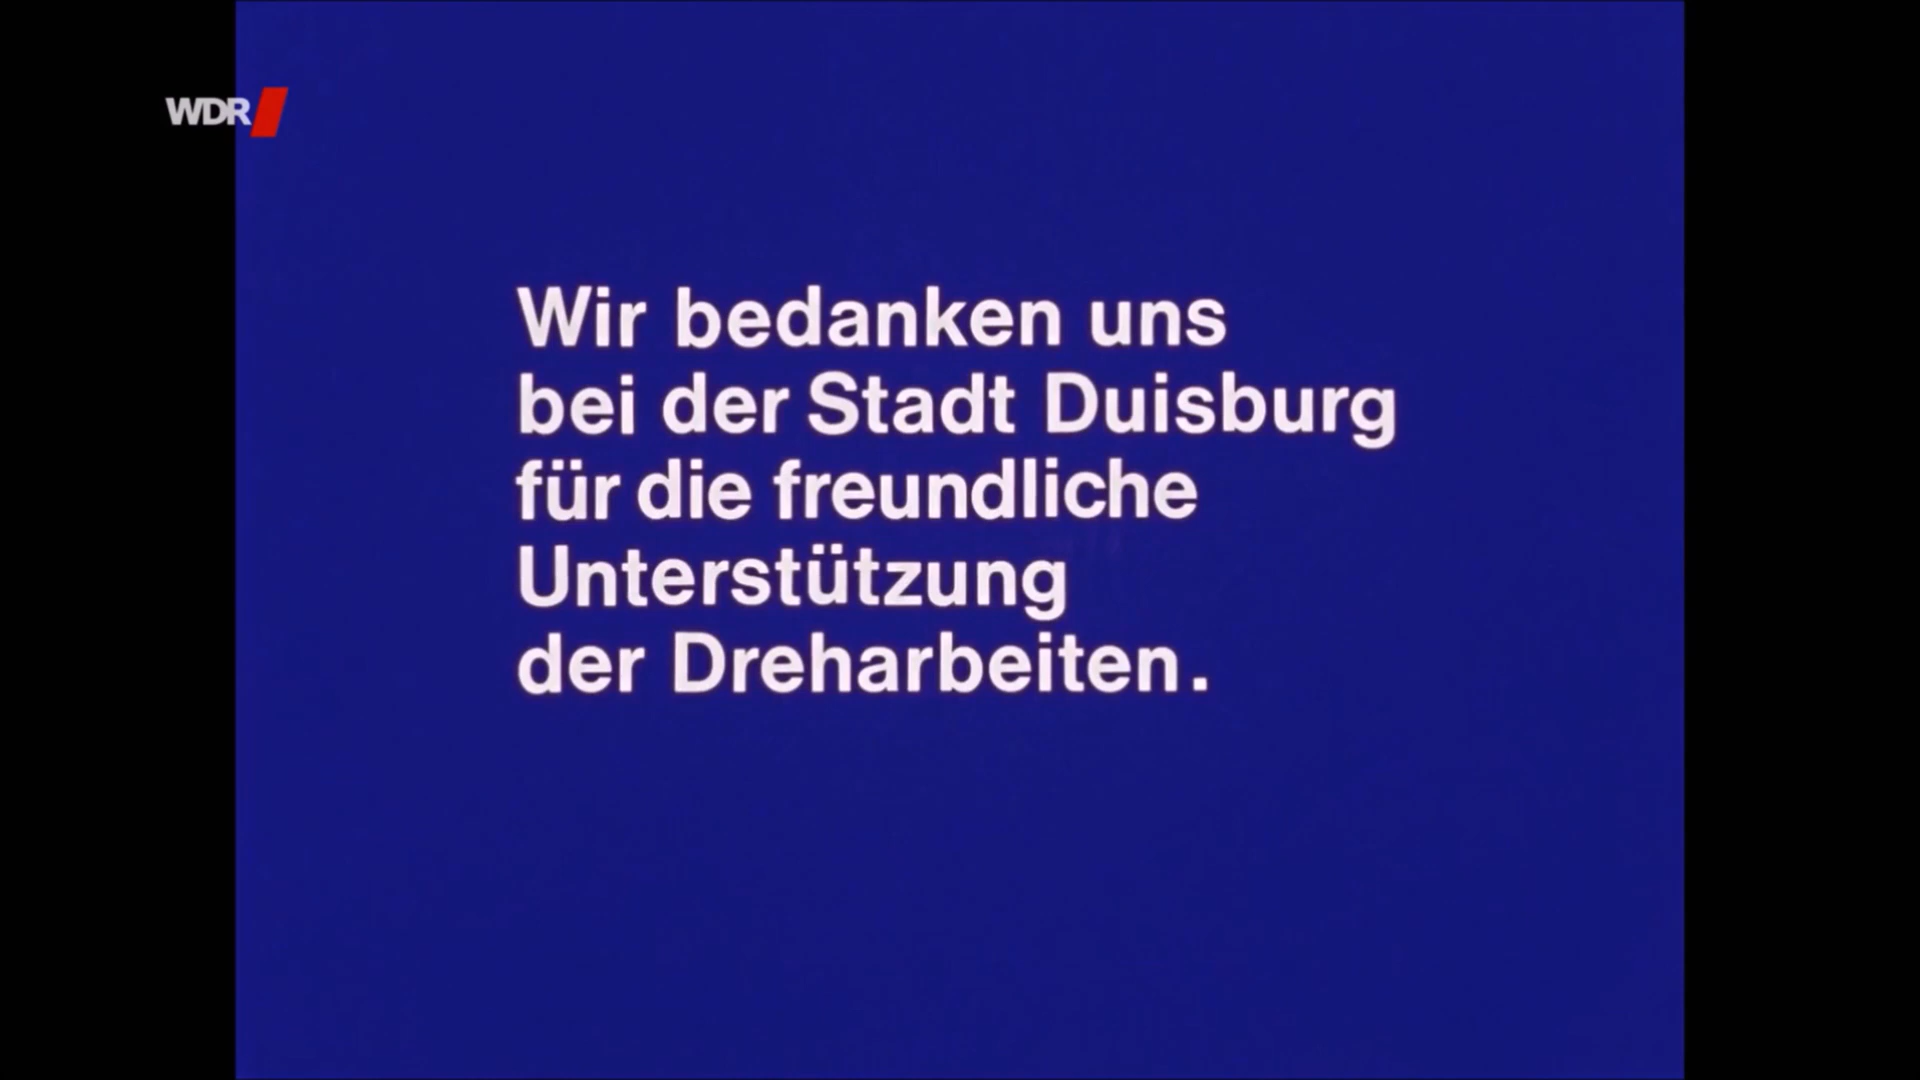 WDR
Wir bedanken uns
bei der Stadt Duisburg
für die freundliche
Unterstützung
der Dreharbeiten.